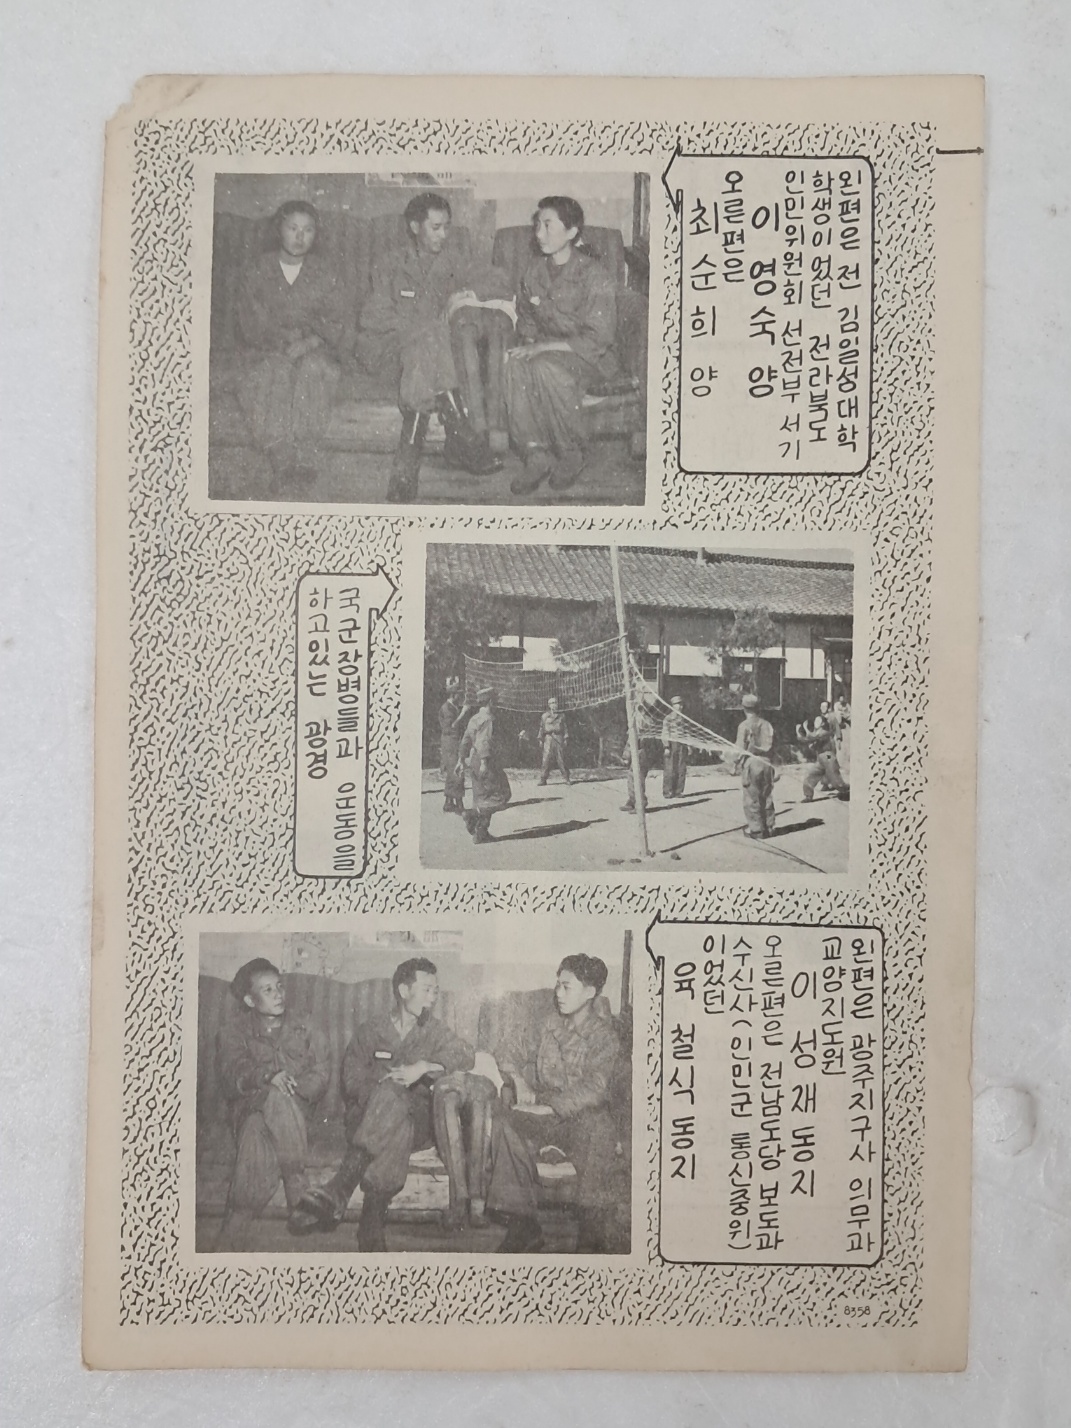 왼편은 전 김일성대학
학생이었던 전라북도
인민위원회 선전부 서기
이영숙양
오른편은
최순희양
국군장병들과 운동을
하고있는 광경
왼편은 광주지구사 의무과
교양지도원
이성재동지
오른편은 전남도당 보도과
수신사(인민군 통신중위)
이었던
육철식동지
8358